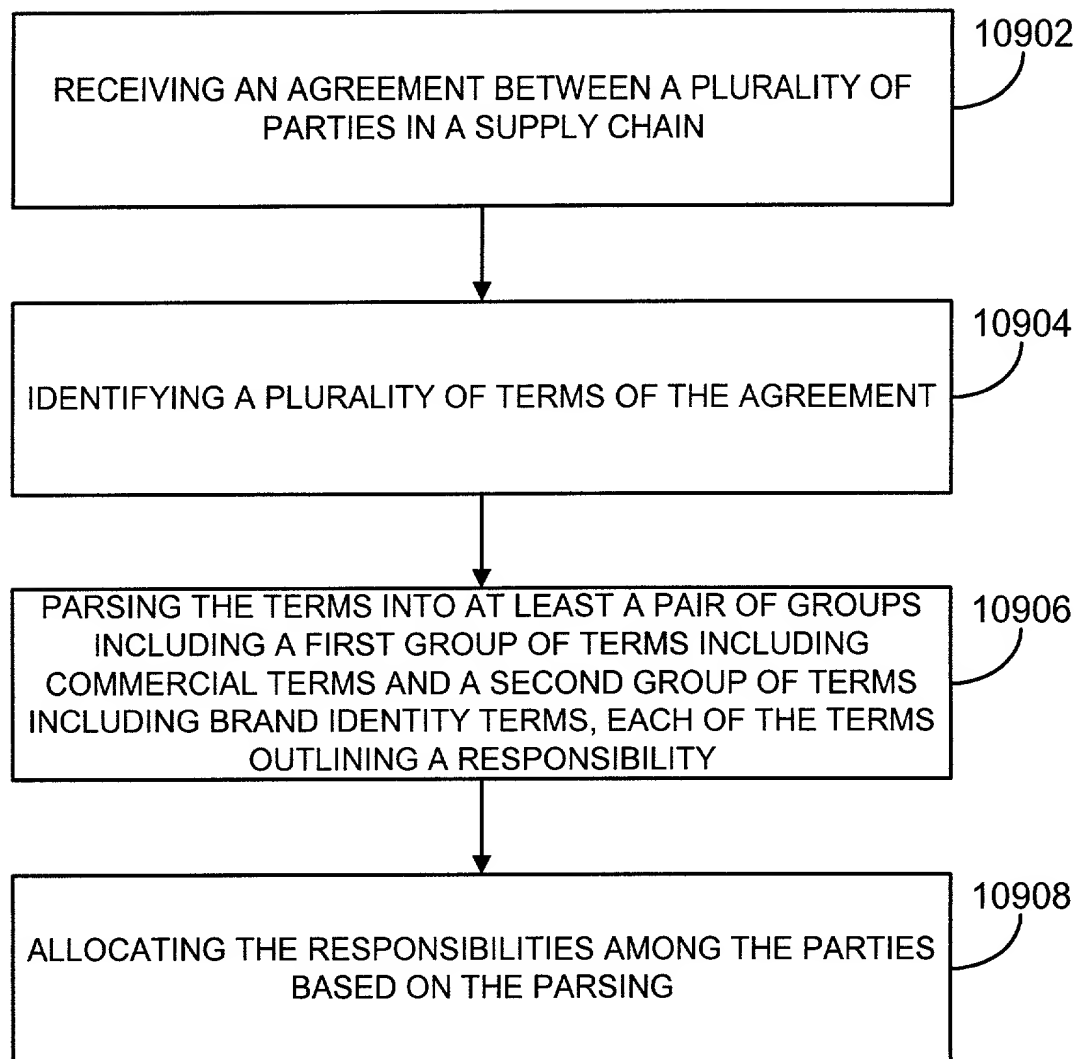 10902
RECEIVING AN AGREEMENT BETWEEN A PLURALITY OF
PARTIES IN A SUPPLY CHAIN
10904
IDENTIFYING A PLURALITY OF TERMS OF THE AGREEMENT
10906
PARSING THE TERMS INTO AT LEAST A PAIR OF GROUPS
INCLUDING A FIRST GROUP OF TERMS INCLUDING
COMMERCIAL TERMS AND A SECOND GROUP OF TERMS
INCLUDING BRAND IDENTITY TERMS, EACH OF THE TERMS
OUTLINING A RESPONSIBILITY
10908
ALLOCATING THE RESPONSIBILITIES AMONG THE PARTIES
BASED ON THE PARSING